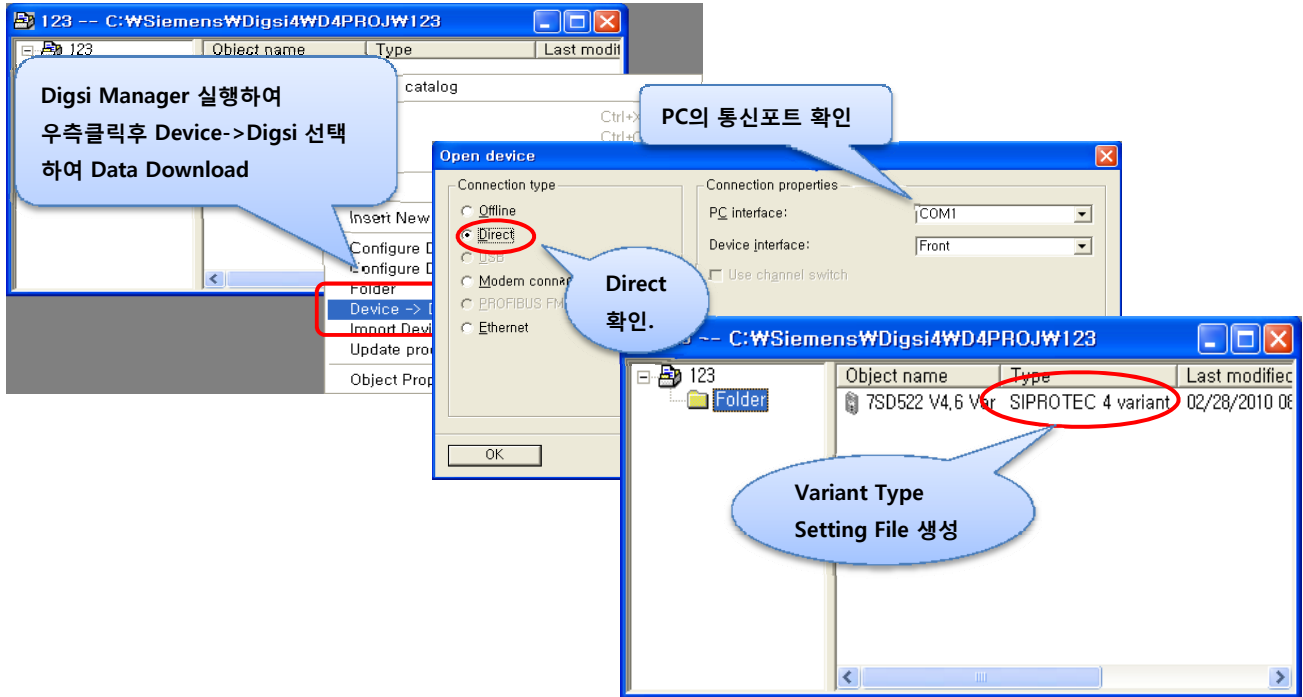 123 -- C:₩Siemens₩Digsi4₩D4PROJ₩123
123
Object name Type Last modifi
Digsi Manager 실행하여
우측클릭후 Device->Digsi 선택
하여 Data Download
catalog
Ctrl+X
Ctrl+C
PC의 통신포트 확인
Insert New
Configure D
Configure D
Folder
Device ->
Import Devi
Update pro
Object Prop
Open device
Connection type
Offline
Direct
USB
Modem conne
PROFIBUS FM
Ethernet
Connection properties
PC interface: COM1
Device interface: Front
Use channel switch
Direct
확인.
OK
-- C:₩Siemens₩Digsi4₩D4PROJ₩123
123
Folder
Object name Type Last modified
7SD522 V4,6 Var SIPROTEC 4 variant 02/28/2010 08
Variant Type
Setting File 생성